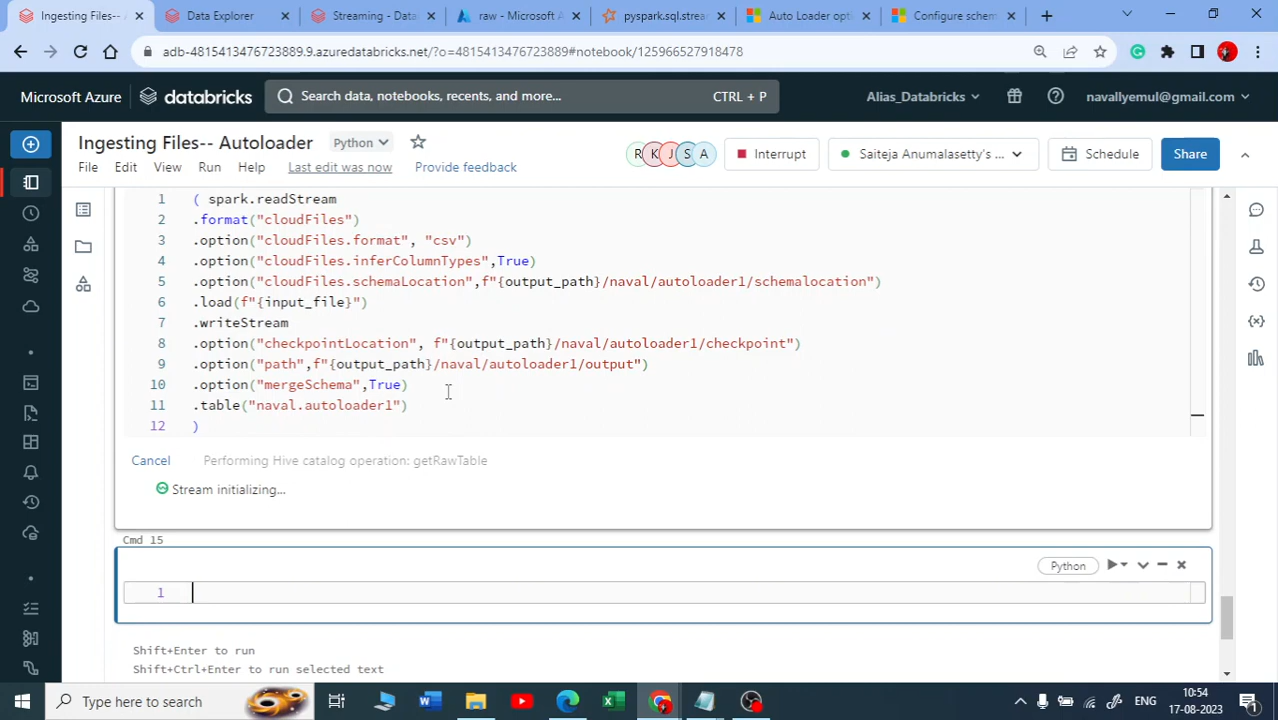 Ingesting Files-- Autoloader
Data Explorer
Streaming - Data
raw - Microsoft A
pyspark.sql.strea
Auto Loader opti
Configure schem
adb-4815413476723889.9.azuredatabricks.net/?o=4815413476723889#notebook/125966527918478
Microsoft Azure
databricks
Search data, notebooks, recents, and more...
CTRL + P
Alias_Databricks
navallyemul@gmail.com
Ingesting Files-- Autoloader
Python
R K J S A
Interrupt
Saiteja Anumalasetty's ...
Schedule
Share
File Edit View Run Help Last edit was now Provide feedback
1 ( spark.readStream
2 .format("cloudFiles")
3 .option("cloudFiles.format", "csv")
4 .option("cloudFiles.inferColumnTypes",True)
5 .option("cloudFiles.schemaLocation",f"{output_path}/naval/autoloader1/schemalocation")
6 .load(f"{input_file}")
7 .writeStream
8 .option("checkpointLocation", f"{output_path}/naval/autoloader1/checkpoint")
9 .option("path",f"{output_path}/naval/autoloader1/output")
10 .option("mergeSchema",True)
11 .table("naval.autoloader1")
12 )
Cancel Performing Hive catalog operation: getRawTable
Stream initializing...
Cmd 15
Python
1
Shift+Enter to run
Shift+Ctrl+Enter to run selected text
Type here to search
ENG
10:54
17-08-2023